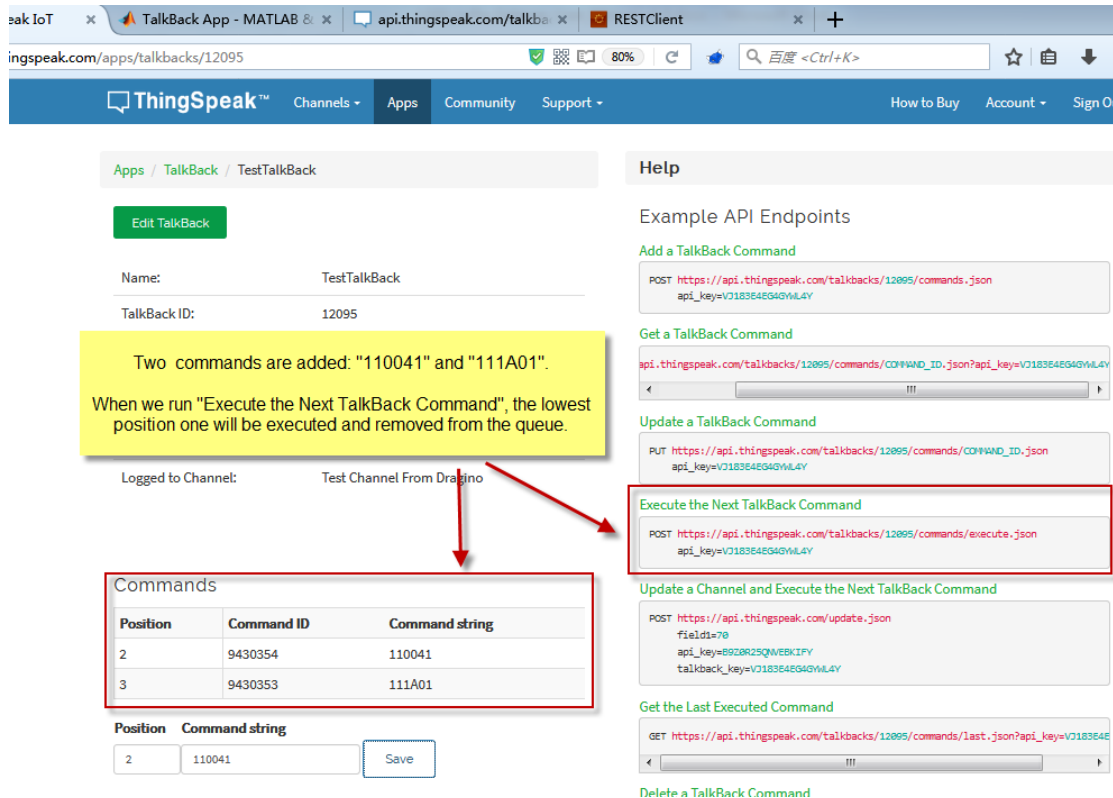 eak IoT
TalkBack App - MATLAB &
api.thingspeak.com/talkba
RESTClient
ingspeak.com/apps/talkbacks/12095
80%
百度 <Ctrl+K>
ThingSpeak™
Channels
Apps
Community
Support
How to Buy
Account
Sign O
Apps / TalkBack / TestTalkBack
Edit TalkBack
Name: TestTalkBack
TalkBack ID: 12095
Two commands are added: "110041" and "111A01".
When we run "Execute the Next TalkBack Command", the lowest
position one will be executed and removed from the queue.
Logged to Channel: Test Channel From Dragino
Commands
Position Command ID Command string
2 9430354 110041
3 9430353 111A01
Position Command string
2 110041 Save
Help
Example API Endpoints
Add a TalkBack Command
POST https://api.thingspeak.com/talkbacks/12095/commands.json
api_key=VJ183E4EG4GYWL4Y
Get a TalkBack Command
api.thingspeak.com/talkbacks/12095/commands/COMMAND_ID.json?api_key=VJ183E4EG4GYWL4Y
Update a TalkBack Command
PUT https://api.thingspeak.com/talkbacks/12095/commands/COMMAND_ID.json
api_key=VJ183E4EG4GYWL4Y
Execute the Next TalkBack Command
POST https://api.thingspeak.com/talkbacks/12095/commands/execute.json
api_key=VJ183E4EG4GYWL4Y
Update a Channel and Execute the Next TalkBack Command
POST https://api.thingspeak.com/update.json
field1=70
api_key=B9Z0R25QNVEBKIFY
talkback_key=VJ183E4EG4GYWL4Y
Get the Last Executed Command
GET https://api.thingspeak.com/talkbacks/12095/commands/last.json?api_key=VJ183E4E
Delete a TalkBack Command